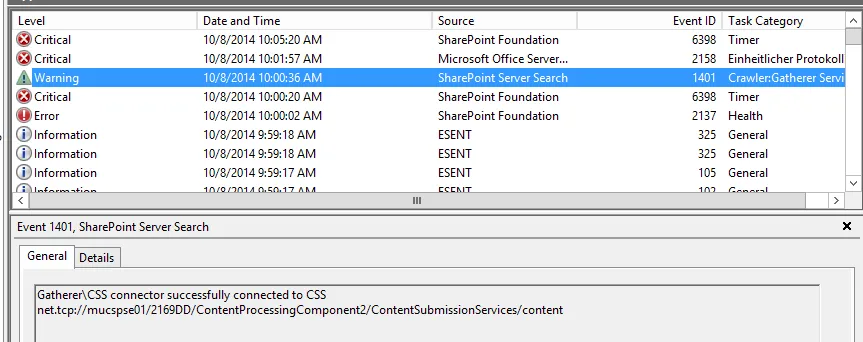 Level Date and Time Source Event ID Task Category
Critical 10/8/2014 10:05:20 AM SharePoint Foundation 6398 Timer
Critical 10/8/2014 10:01:57 AM Microsoft Office Server... 2158 Einheitlicher Protokoll
Warning 10/8/2014 10:00:36 AM SharePoint Server Search 1401 Crawler:Gatherer Servi
Critical 10/8/2014 10:00:20 AM SharePoint Foundation 6398 Timer
Error 10/8/2014 10:00:02 AM SharePoint Foundation 2137 Health
Information 10/8/2014 9:59:18 AM ESENT 325 General
Information 10/8/2014 9:59:18 AM ESENT 325 General
Information 10/8/2014 9:59:17 AM ESENT 105 General
Information 10/8/2014 9:59:17 AM ESENT 102 General
Event 1401, SharePoint Server Search
General Details
Gatherer\CSS connector successfully connected to CSS
net.tcp://mucspse01/2169DD/ContentProcessingComponent2/ContentSubmissionServices/content